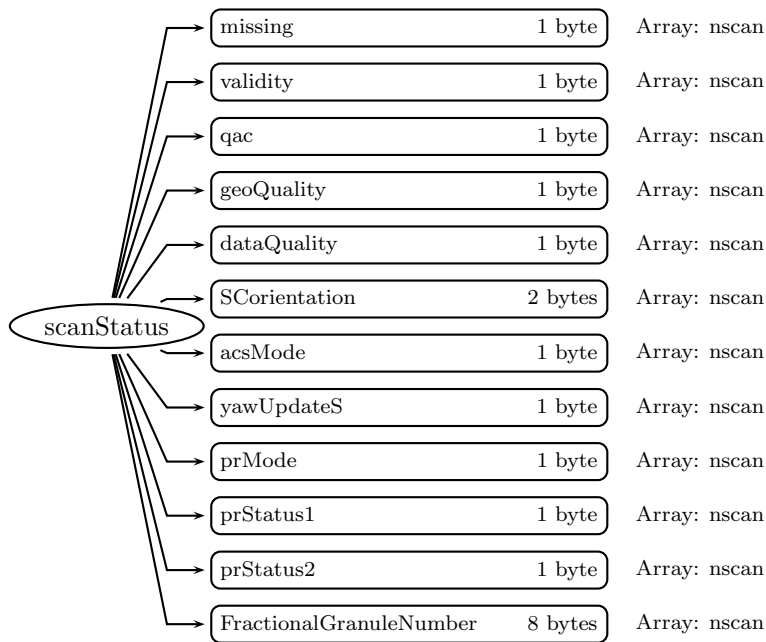 missing 1 byte Array: nscan
validity 1 byte Array: nscan
qac 1 byte Array: nscan
geoQuality 1 byte Array: nscan
dataQuality 1 byte Array: nscan
SCorientation 2 bytes Array: nscan
scanStatus
acsMode 1 byte Array: nscan
yawUpdateS 1 byte Array: nscan
prMode 1 byte Array: nscan
prStatus1 1 byte Array: nscan
prStatus2 1 byte Array: nscan
FractionalGranuleNumber 8 bytes Array: nscan